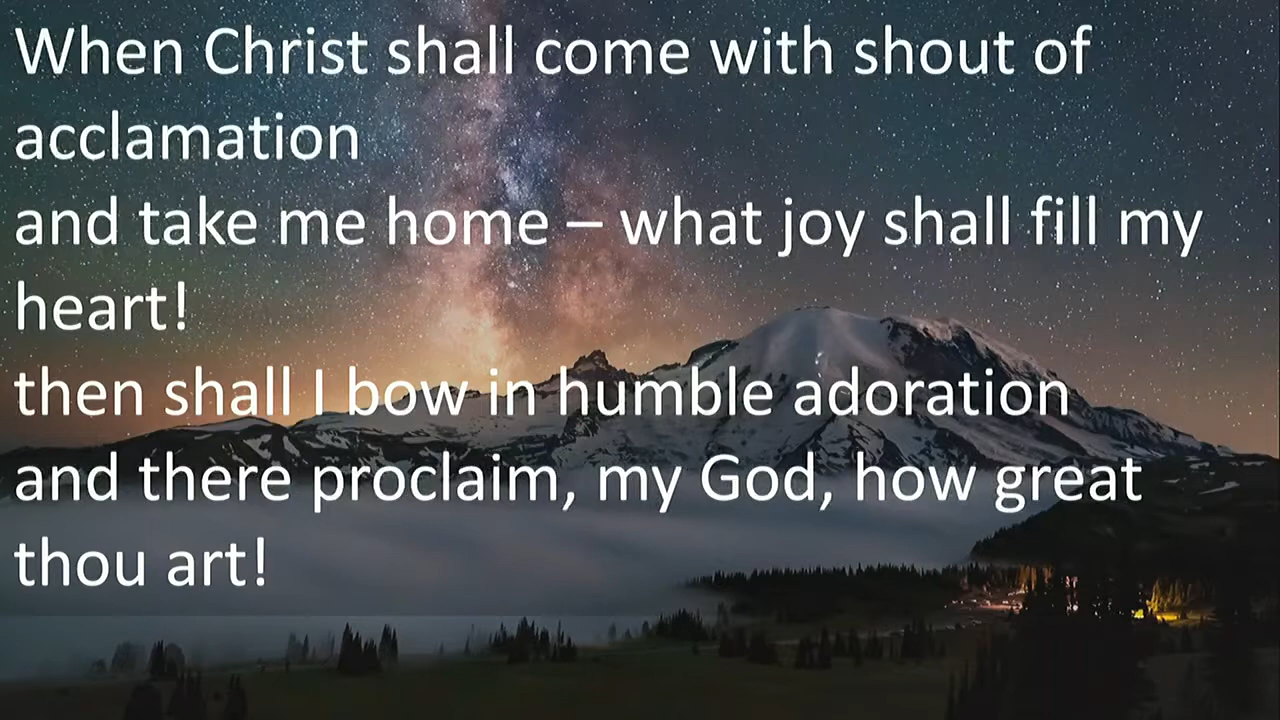 When Christ shall come with shout of
acclamation
and take me home – what joy shall fill my
heart!
then shall I bow in humble adoration
and there proclaim, my God, how great
thou art!